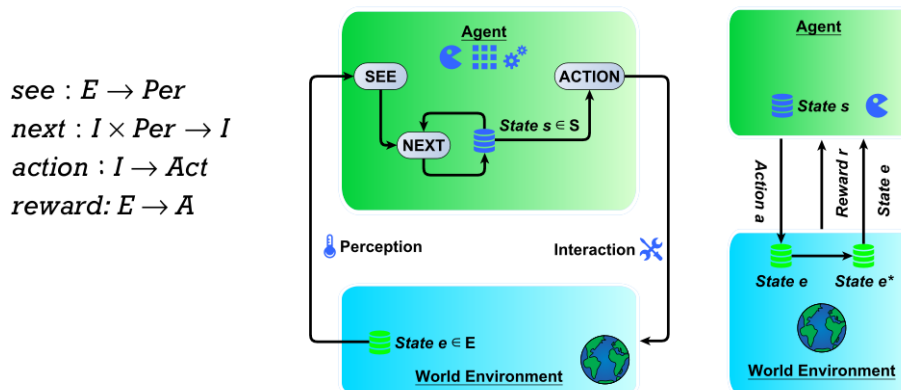 see : E → Per
next : I × Per → I
action : I → Act
reward: E → A
Agent
SEE
ACTION
NEXT
State s ∈ S
Perception
Interaction
State e ∈ E
World Environment
Agent
State s
Action a
Reward r
State e
State e
State e*
World Environment